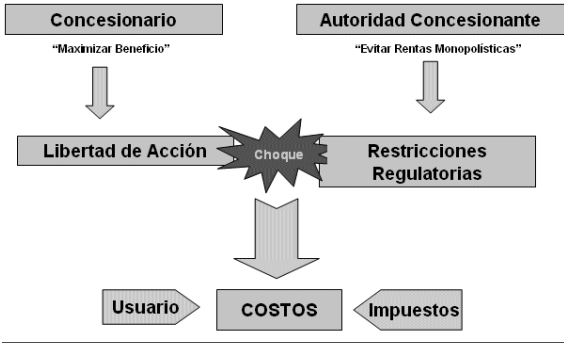 Concesionario
Autoridad Concesionante
“Maximizar Beneficio”
“Evitar Rentas Monopolísticas”
Libertad de Acción
Choque
Restricciones
Regulatorias
Usuario
COSTOS
Impuestos